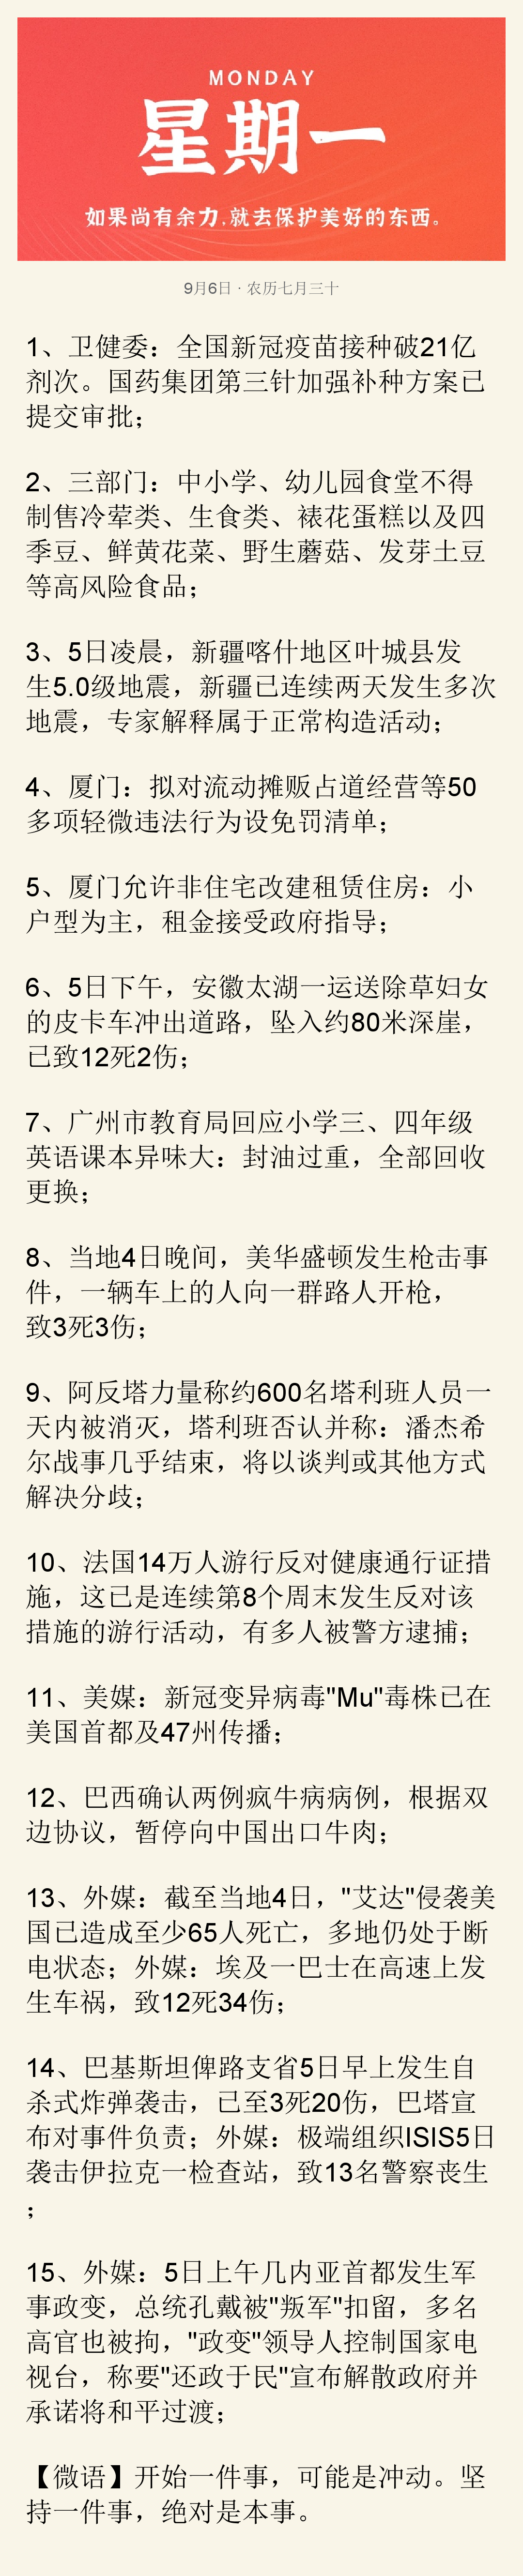 MONDAY
星期一
如果尚有余力,就去保护美好的东西。
9月6日 · 农历七月三十
1、卫健委：全国新冠疫苗接种破21亿
剂次。国药集团第三针加强补种方案已
提交审批；
2、三部门：中小学、幼儿园食堂不得
制售冷荤类、生食类、裱花蛋糕以及四
季豆、鲜黄花菜、野生蘑菇、发芽土豆
等高风险食品；
3、5日凌晨，新疆喀什地区叶城县发
生5.0级地震，新疆已连续两天发生多次
地震，专家解释属于正常构造活动；
4、厦门：拟对流动摊贩占道经营等50
多项轻微违法行为设免罚清单；
5、厦门允许非住宅改建租赁住房：小
户型为主，租金接受政府指导；
6、5日下午，安徽太湖一运送除草妇女
的皮卡车冲出道路，坠入约80米深崖，
已致12死2伤；
7、广州市教育局回应小学三、四年级
英语课本异味大：封油过重，全部回收
更换；
8、当地4日晚间，美华盛顿发生枪击事
件，一辆车上的人向一群路人开枪，
致3死3伤；
9、阿反塔力量称约600名塔利班人员一
天内被消灭，塔利班否认并称：潘杰希
尔战事几乎结束，将以谈判或其他方式
解决分歧；
10、法国14万人游行反对健康通行证措
施，这已是连续第8个周末发生反对该
措施的游行活动，有多人被警方逮捕；
11、美媒：新冠变异病毒"Mu"毒株已在
美国首都及47州传播；
12、巴西确认两例疯牛病病例，根据双
边协议，暂停向中国出口牛肉；
13、外媒：截至当地4日，"艾达"侵袭美
国已造成至少65人死亡，多地仍处于断
电状态；外媒：埃及一巴士在高速上发
生车祸，致12死34伤；
14、巴基斯坦俾路支省5日早上发生自
杀式炸弹袭击，已至3死20伤，巴塔宣
布对事件负责；外媒：极端组织ISIS5日
袭击伊拉克一检查站，致13名警察丧生
；
15、外媒：5日上午几内亚首都发生军
事政变，总统孔戴被"叛军"扣留，多名
高官也被拘，"政变"领导人控制国家电
视台，称要"还政于民"宣布解散政府并
承诺将和平过渡；
【微语】开始一件事，可能是冲动。坚
持一件事，绝对是本事。